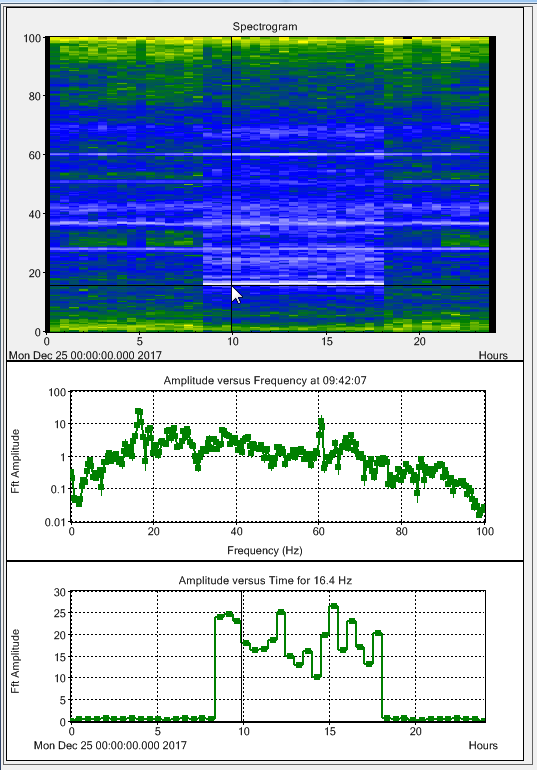 Spectrogram
100
80
60
40
20
0
0 5 10 15 20
Mon Dec 25 00:00:00.000 2017 Hours
Amplitude versus Frequency at 09:42:07
Fft Amplitude
100
10
1
0.1
0.01
0 20 40 60 80 100
Frequency (Hz)
Amplitude versus Time for 16.4 Hz
Fft Amplitude
30
25
20
15
10
5
0
0 5 10 15 20
Mon Dec 25 00:00:00.000 2017 Hours